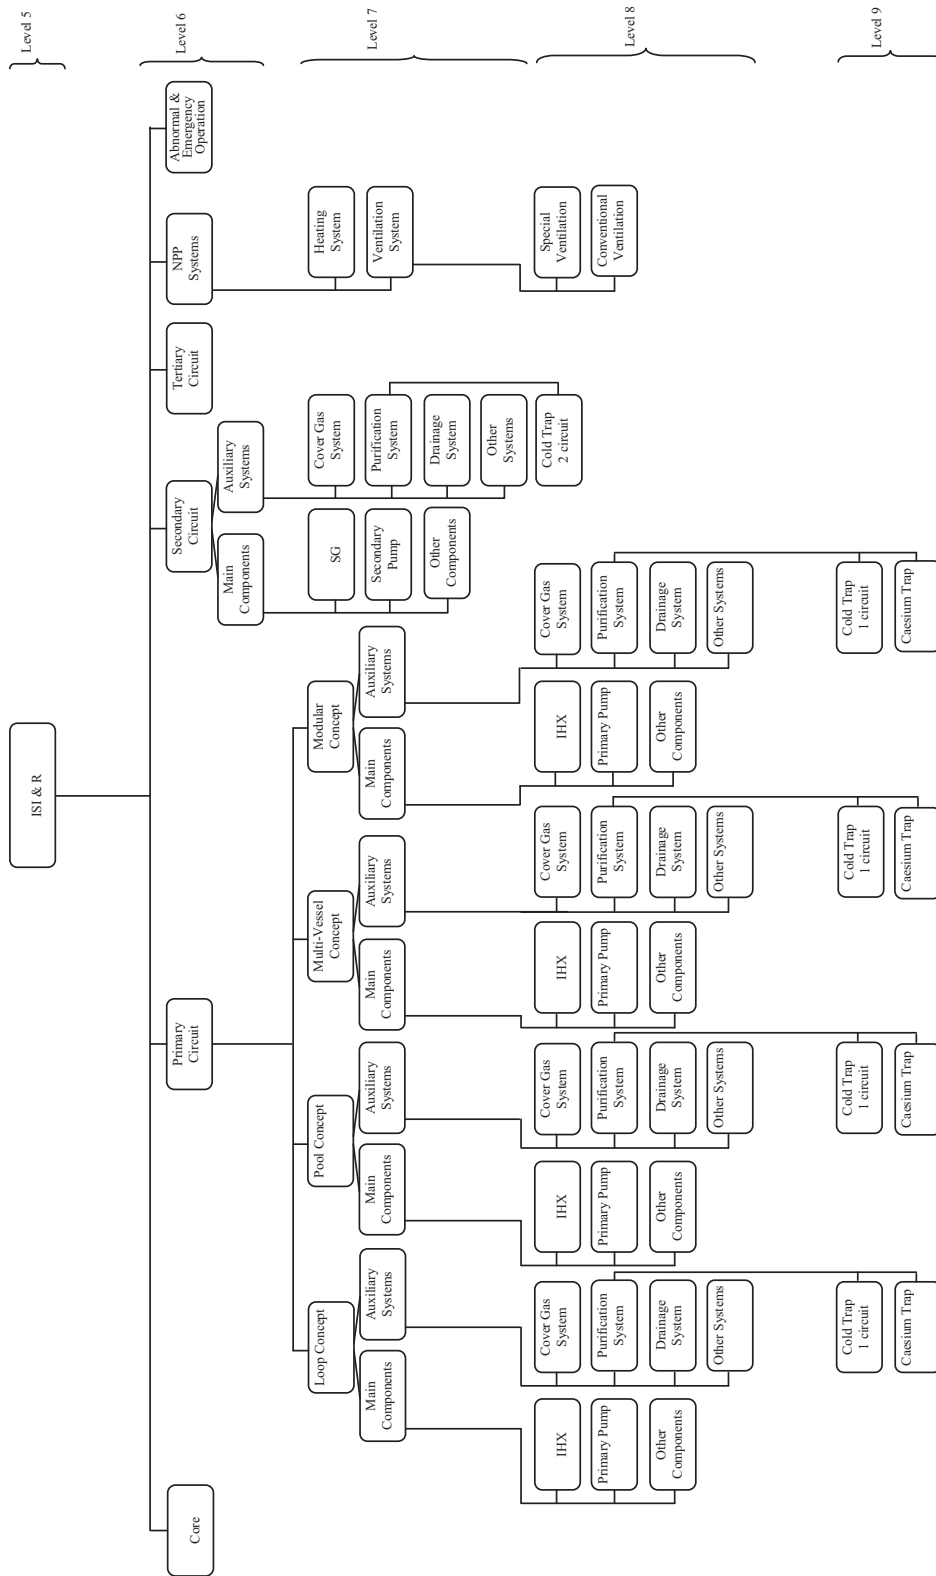 Level 5
ISI & R
Level 6
Core
Primary
Circuit
Secondary
Circuit
Main
Components
Auxiliary
Systems
Tertiary
Circuit
NPP
Systems
Abnormal &
Emergency
Operation
Level 7
Loop Concept
Main
Components
Auxiliary
Systems
Pool Concept
Main
Components
Auxiliary
Systems
Multi-Vessel
Concept
Main
Components
Auxiliary
Systems
Modular
Concept
Main
Components
Auxiliary
Systems
SG
Secondary
Pump
Other
Components
Cover Gas
System
Purification
System
Drainage
System
Other
Systems
Heating
System
Ventilation
System
Level 8
IHX
Primary Pump
Other
Components
Cover Gas
System
Purification
System
Drainage
System
Other Systems
IHX
Primary Pump
Other
Components
Cover Gas
System
Purification
System
Drainage
System
Other Systems
IHX
Primary Pump
Other
Components
Cover Gas
System
Purification
System
Drainage
System
Other Systems
IHX
Primary Pump
Other
Components
Cover Gas
System
Purification
System
Drainage
System
Other Systems
Cold Trap
2 circuit
Special
Ventilation
Conventional
Ventilation
Level 9
Cold Trap
1 circuit
Caesium Trap
Cold Trap
1 circuit
Caesium Trap
Cold Trap
1 circuit
Caesium Trap
Cold Trap
1 circuit
Caesium Trap